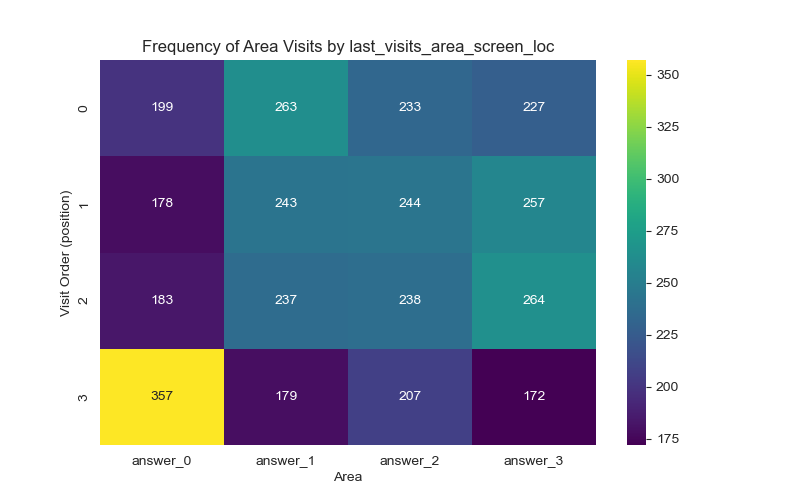 Frequency of Area Visits by last_visits_area_screen_loc
Visit Order (position)
0 199 263 233 227
1 178 243 244 257
2 183 237 238 264
3 357 179 207 172
answer_0 answer_1 answer_2 answer_3
Area
350
325
300
275
250
225
200
175